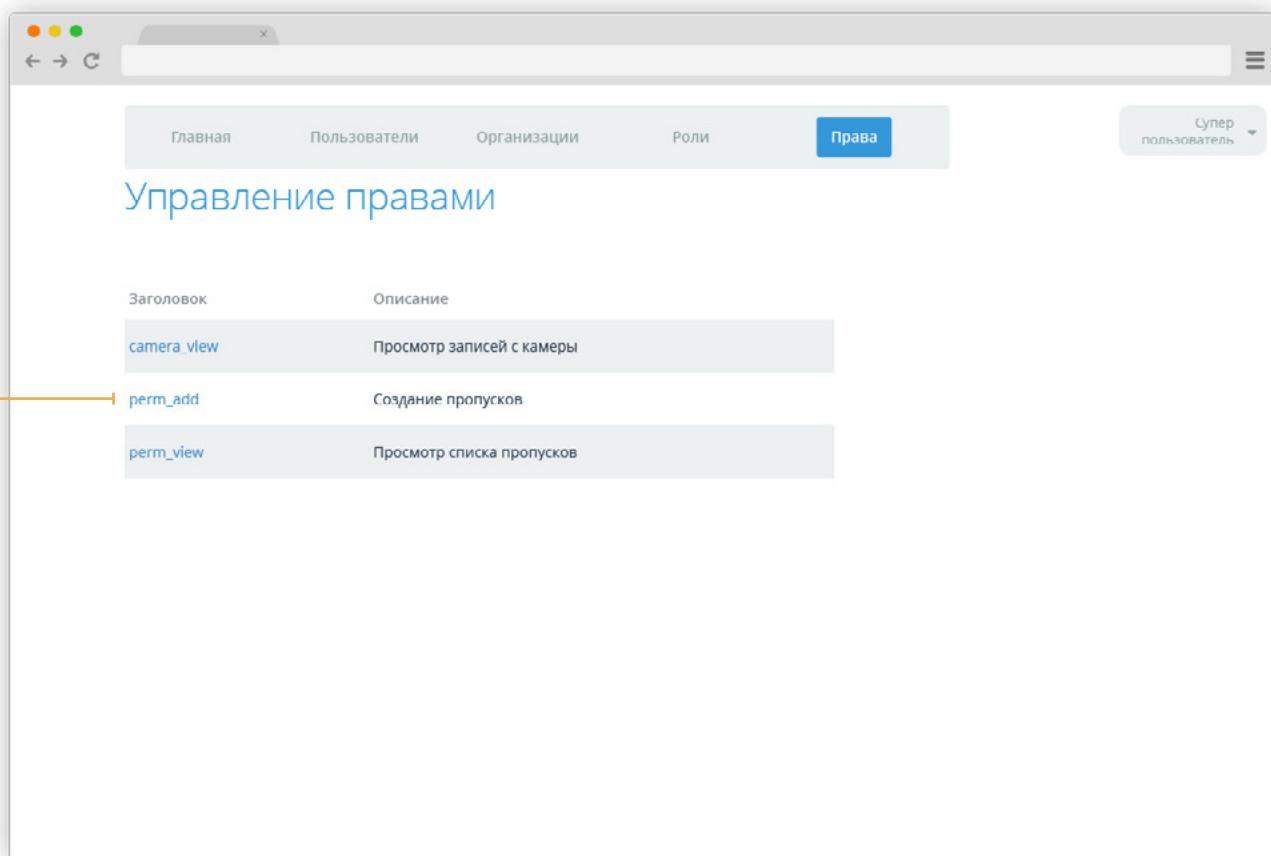 Главная Пользователи Организации Роли Права
Супер
пользователь
Управление правами
Заголовок Описание
camera_view Просмотр записей с камеры
perm_add Создание пропусков
perm_view Просмотр списка пропусков